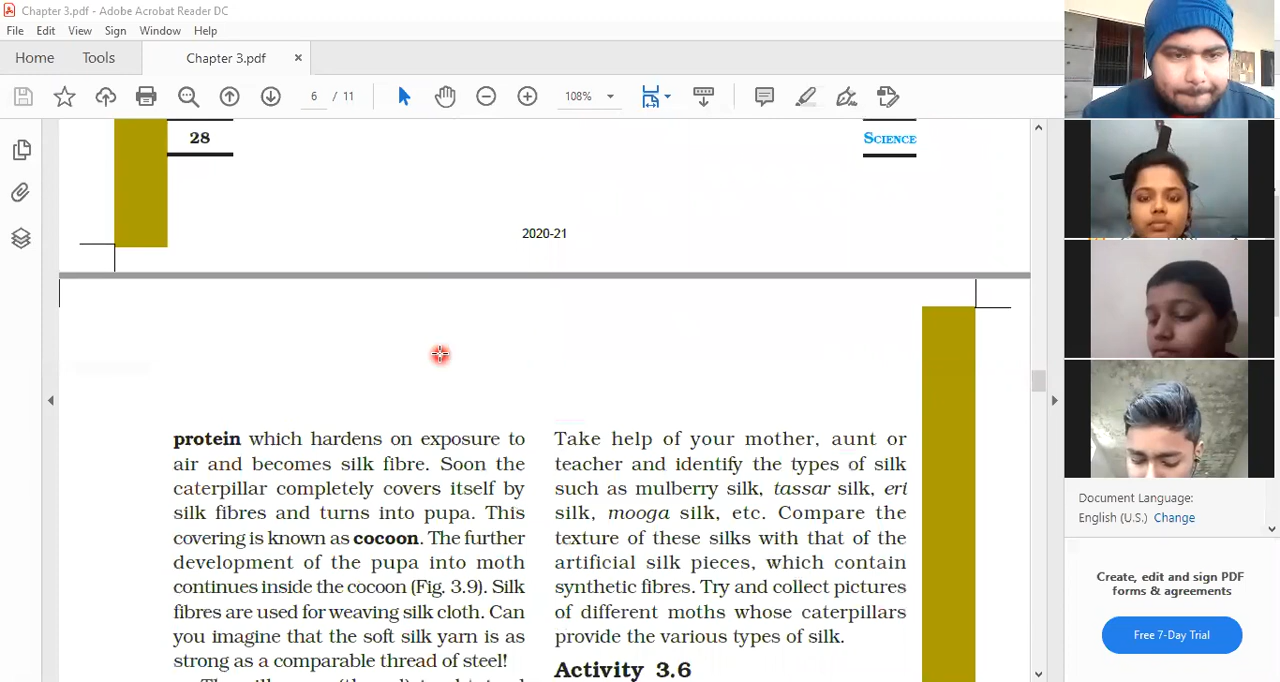 Chapter 3.pdf - Adobe Acrobat Reader DC
File Edit View Sign Window Help
Home Tools Chapter 3.pdf ×
6 / 11 108%
28
SCIENCE
2020-21
protein which hardens on exposure to
air and becomes silk fibre. Soon the
caterpillar completely covers itself by
silk fibres and turns into pupa. This
covering is known as cocoon. The further
development of the pupa into moth
continues inside the cocoon (Fig. 3.9). Silk
fibres are used for weaving silk cloth. Can
you imagine that the soft silk yarn is as
strong as a comparable thread of steel!
Take help of your mother, aunt or
teacher and identify the types of silk
such as mulberry silk, tassar silk, eri
silk, mooga silk, etc. Compare the
texture of these silks with that of the
artificial silk pieces, which contain
synthetic fibres. Try and collect pictures
of different moths whose caterpillars
provide the various types of silk.
Activity 3.6
Document Language:
English (U.S.) Change
Create, edit and sign PDF
forms & agreements
Free 7-Day Trial